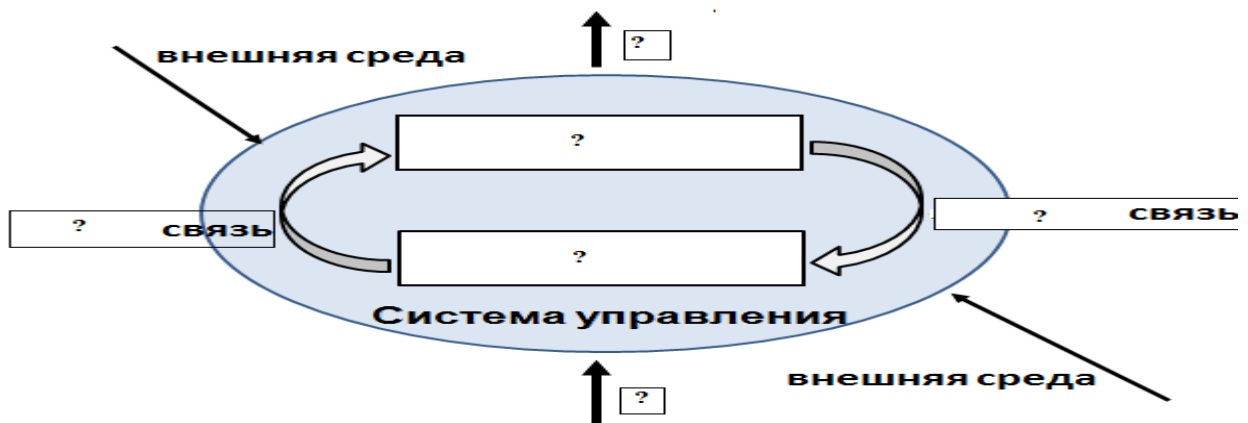 ?
внешняя среда
?
? связь
? связь
?
Система управления
внешняя среда
?